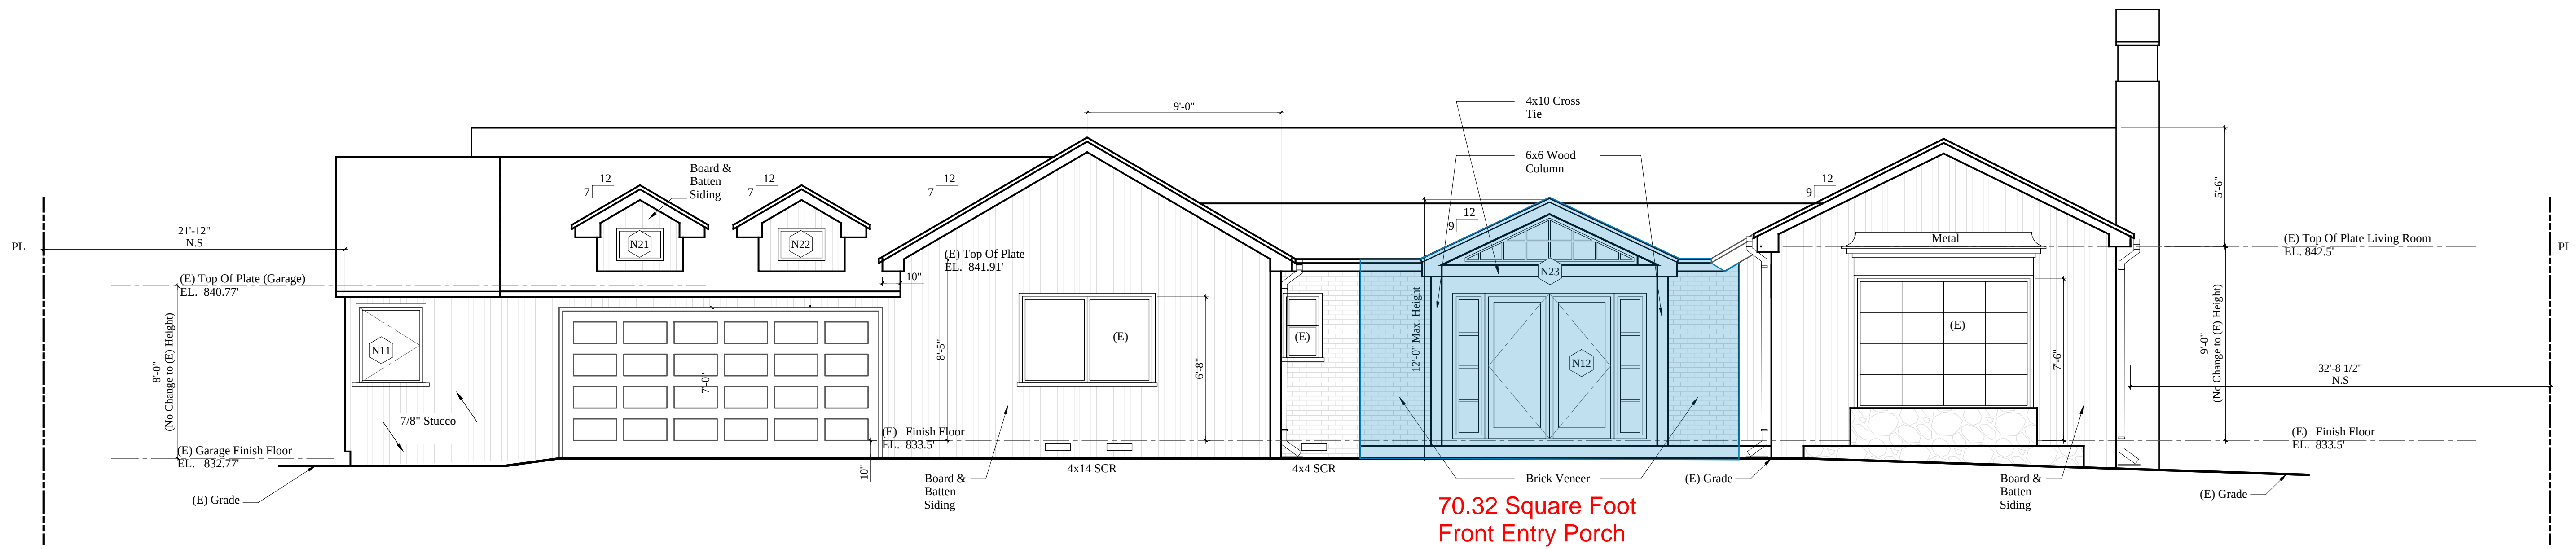 9'-0"
4x10 Cross
Tie
6x6 Wood
Column
Board &
Batten
Siding
12
7
12
7
12
7
12
9
12
9
5'-6"
PL
21'-12"
N.S
N21
N22
Metal
(E) Top Of Plate Living Room
EL. 842.5'
PL
(E) Top Of Plate
EL. 841.91'
10"
N23
(E) Top Of Plate (Garage)
EL. 840.77'
8'-0"
(No Change to (E) Height)
N11
7'-0"
8'-5"
(E)
6'-8"
(E)
12'-0" Max. Height
N12
(E)
7'-6"
9'-0"
(No Change to (E) Height)
32'-8 1/2"
N.S
7/8" Stucco
(E) Finish Floor
EL. 833.5'
(E) Finish Floor
EL. 833.5'
(E) Garage Finish Floor
EL. 832.77'
10"
4x14 SCR
4x4 SCR
Board &
Batten
Siding
Brick Veneer
(E) Grade
Board &
Batten
Siding
(E) Grade
(E) Grade
70.32 Square Foot
Front Entry Porch